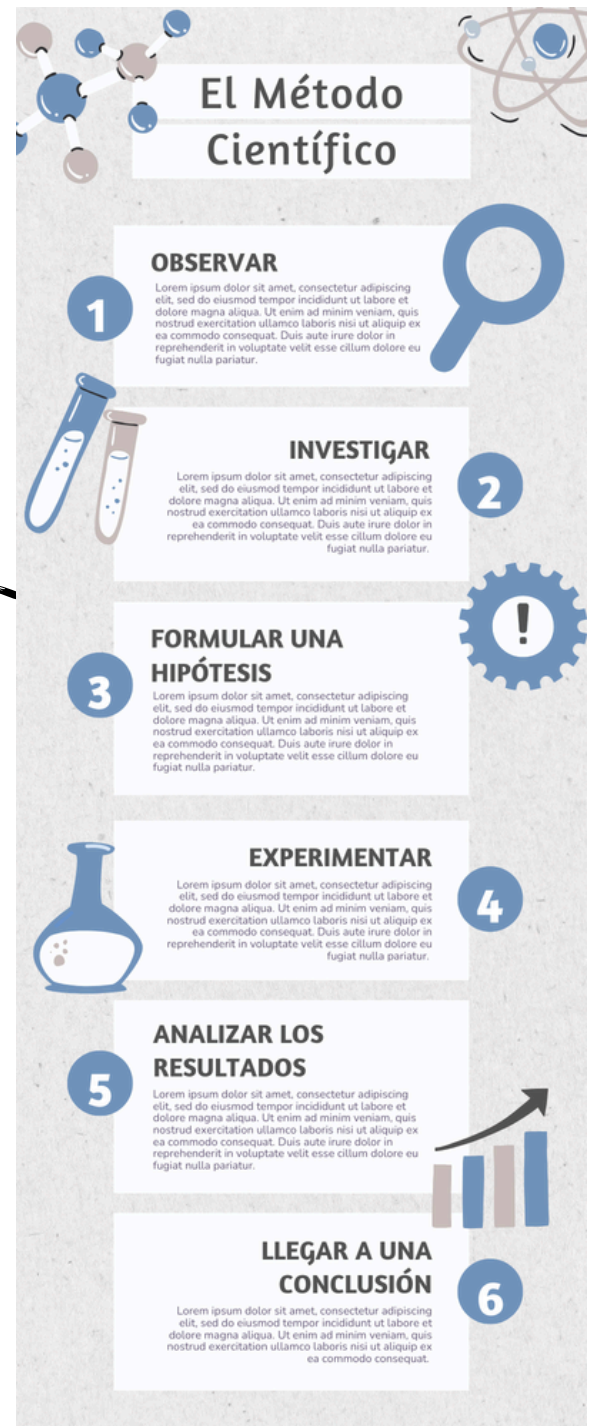 El Método
Científico
OBSERVAR
1
Lorem ipsum dolor sit amet, consectetur adipiscing
elit, sed do eiusmod tempor incididunt ut labore et
dolore magna aliqua. Ut enim ad minim veniam, quis
nostrud exercitation ullamco laboris nisi ut aliquip ex
ea commodo consequat. Duis aute irure dolor in
reprehenderit in voluptate velit esse cillum dolore eu
fugiat nulla pariatur.
INVESTIGAR
2
Lorem ipsum dolor sit amet, consectetur adipiscing
elit, sed do eiusmod tempor incididunt ut labore et
dolore magna aliqua. Ut enim ad minim veniam, quis
nostrud exercitation ullamco laboris nisi ut aliquip ex
ea commodo consequat. Duis aute irure dolor in
reprehenderit in voluptate velit esse cillum dolore eu
fugiat nulla pariatur.
!
FORMULAR UNA
HIPÓTESIS
3
Lorem ipsum dolor sit amet, consectetur adipiscing
elit, sed do eiusmod tempor incididunt ut labore et
dolore magna aliqua. Ut enim ad minim veniam, quis
nostrud exercitation ullamco laboris nisi ut aliquip ex
ea commodo consequat. Duis aute irure dolor in
reprehenderit in voluptate velit esse cillum dolore eu
fugiat nulla pariatur.
EXPERIMENTAR
4
Lorem ipsum dolor sit amet, consectetur adipiscing
elit, sed do eiusmod tempor incididunt ut labore et
dolore magna aliqua. Ut enim ad minim veniam, quis
nostrud exercitation ullamco laboris nisi ut aliquip ex
ea commodo consequat. Duis aute irure dolor in
reprehenderit in voluptate velit esse cillum dolore eu
fugiat nulla pariatur.
ANALIZAR LOS
RESULTADOS
5
Lorem ipsum dolor sit amet, consectetur adipiscing
elit, sed do eiusmod tempor incididunt ut labore et
dolore magna aliqua. Ut enim ad minim veniam, quis
nostrud exercitation ullamco laboris nisi ut aliquip ex
ea commodo consequat. Duis aute irure dolor in
reprehenderit in voluptate velit esse cillum dolore eu
fugiat nulla pariatur.
LLEGAR A UNA
CONCLUSIÓN
6
Lorem ipsum dolor sit amet, consectetur adipiscing
elit, sed do eiusmod tempor incididunt ut labore et
dolore magna aliqua. Ut enim ad minim veniam, quis
nostrud exercitation ullamco laboris nisi ut aliquip ex
ea commodo consequat.